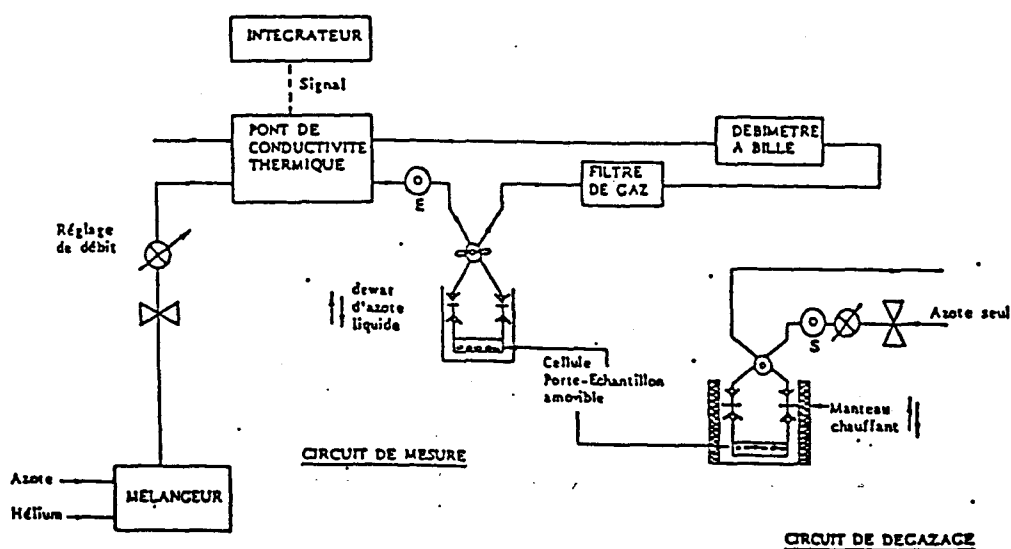 INTEGRATEUR
Signal
PONT DE
CONDUCTIVITE
THERMIQUE
DEBIMETRE
A BILLE
FILTRE
DE GAZ
E
Réglage
de débit
dewar
d'azote
liquide
Azote seul
S
Cellule
Porte-Echantillon
amovible
Manteau
chauffant
CIRCUIT DE MESURE
Azote
Hélium
MELANGEUR
CIRCUIT DE DEGAZAGE